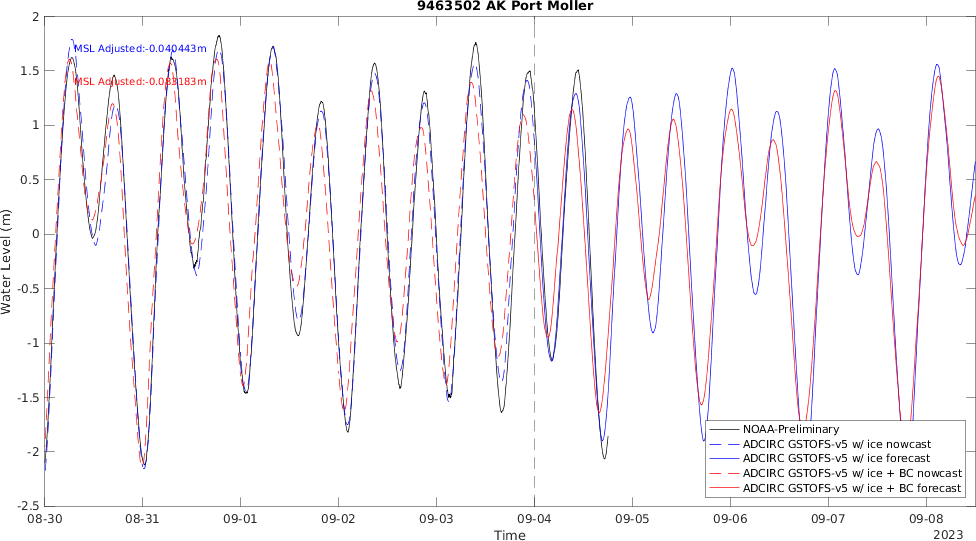 9463502 AK Port Moller
2
1.5
1
0.5
0
-0.5
-1
-1.5
-2
-2.5
Water Level (m)
MSL Adjusted:-0.040443m
MSL Adjusted:-0.083183m
NOAA-Preliminary
ADCIRC GSTOFS-v5 w/ ice nowcast
ADCIRC GSTOFS-v5 w/ ice forecast
ADCIRC GSTOFS-v5 w/ ice + BC nowcast
ADCIRC GSTOFS-v5 w/ ice + BC forecast
08-30 08-31 09-01 09-02 09-03 09-04 09-05 09-06 09-07 09-08
Time
2023